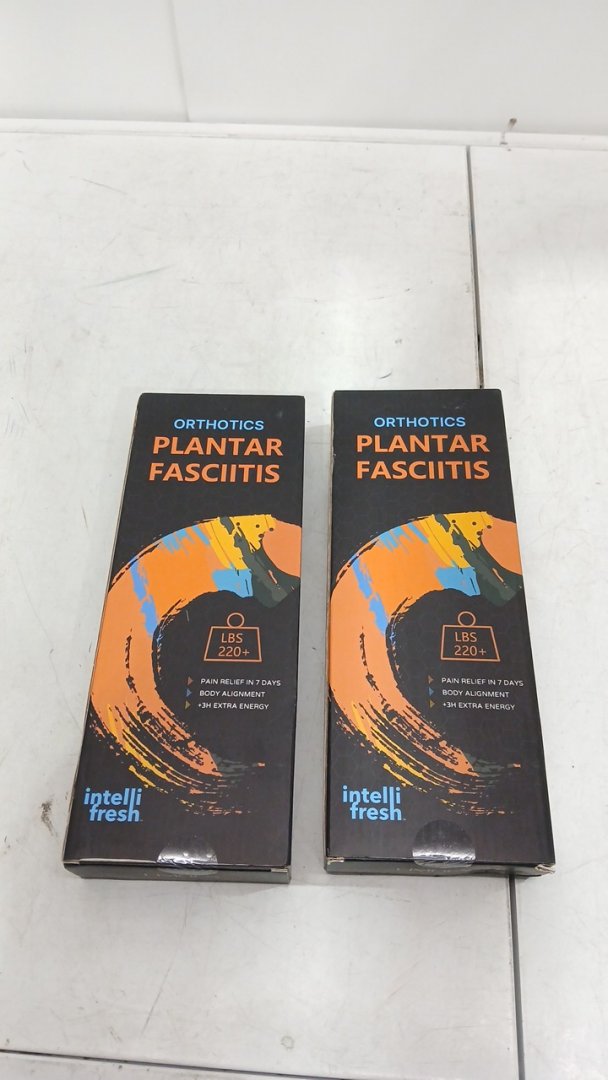 ORTHOTICS
PLANTAR
FASCIITIS
LBS
220+
PAIN RELIEF IN 7 DAYS
BODY ALIGNMENT
+3H EXTRA ENERGY
intelli
fresh
ORTHOTICS
PLANTAR
FASCIITIS
LBS
220+
PAIN RELIEF IN 7 DAYS
BODY ALIGNMENT
+3H EXTRA ENERGY
intelli
fresh